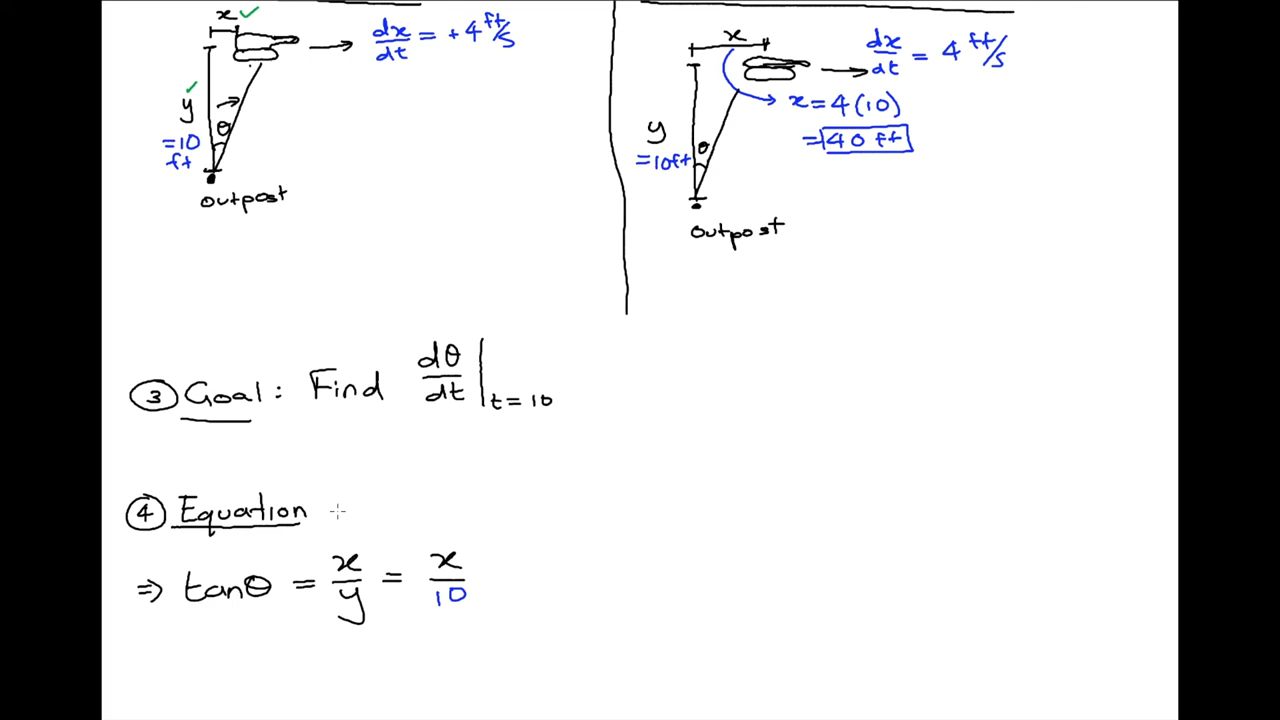 x ✓
dx/dt = +4 ft/s
y ✓
= 10 ft
θ
Outpost
x
dx/dt = 4 ft/s
x = 4(10)
= 40 ft
y
= 10ft
θ
Outpost
③ Goal: Find dθ/dt | t = 10
④ Equation
⇒ tanθ = x/y = x/10